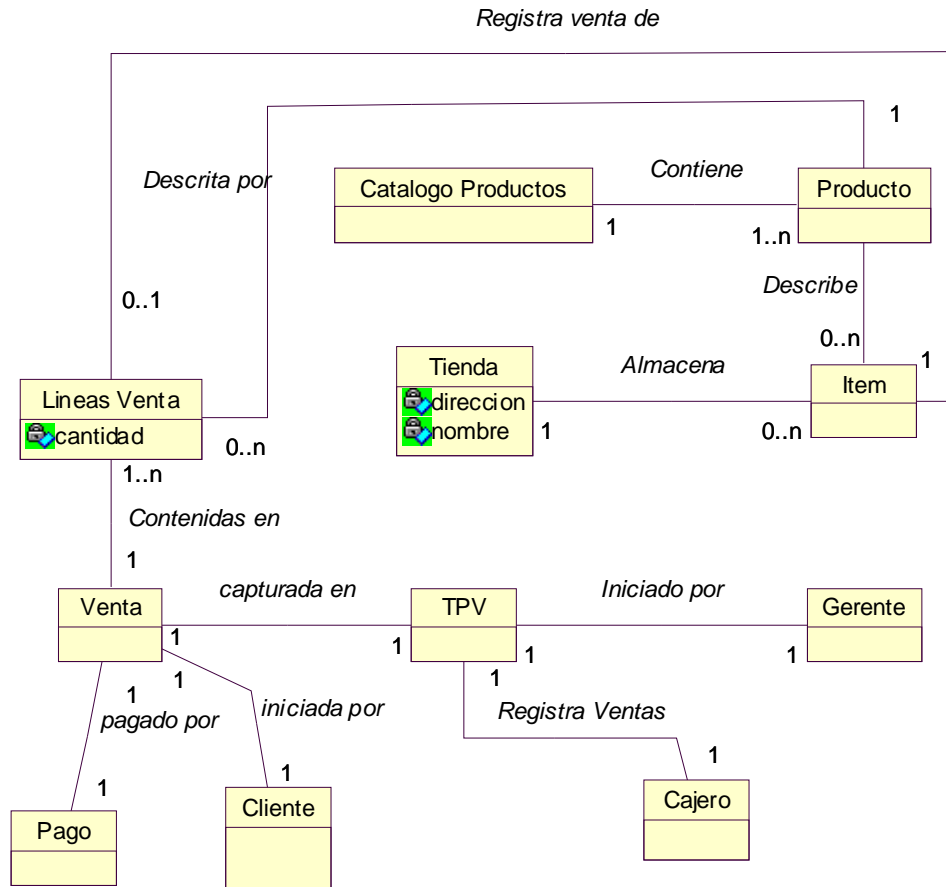 Registra venta de
1
Descrita por
Contiene
Catalogo Productos
Producto
1
1..n
Describe
0..1
0..n
1
Tienda
Almacena
Item
direccion
nombre
1
0..n
Lineas Venta
cantidad
0..n
1..n
Contenidas en
1
capturada en
Iniciado por
Venta
TPV
Gerente
1
1
1
1
1
1
1
iniciada por
Registra Ventas
pagado por
1
1
1
Cliente
Cajero
Pago